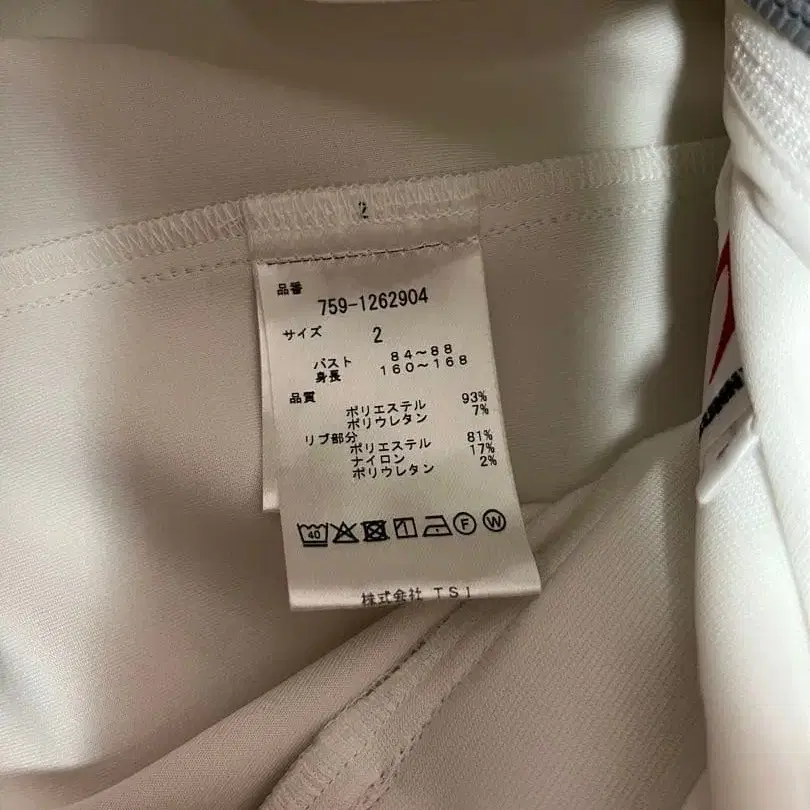 2
品番
759-1262904
サイズ 2
バスト 84~88
身長 160~168
品質
ポリエステル 93%
ポリウレタン 7%
リブ部分
ポリエステル 81%
ナイロン 17%
ポリウレタン 2%
40 F W
株式会社 TSI